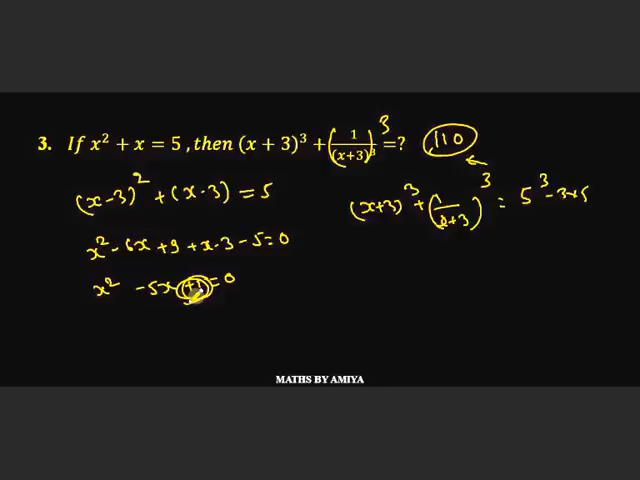 3. If x² + x = 5 , then (x + 3)³ + (1/(x+3)³)³ = ? 110
(x-3)² + (x-3) = 5
x² - 6x + 9 + x - 3 - 5 = 0
x² - 5x + 1 = 0
(x+3)³ + (1/(x+3))³ = 5³ - 3×5
MATHS BY AMIYA